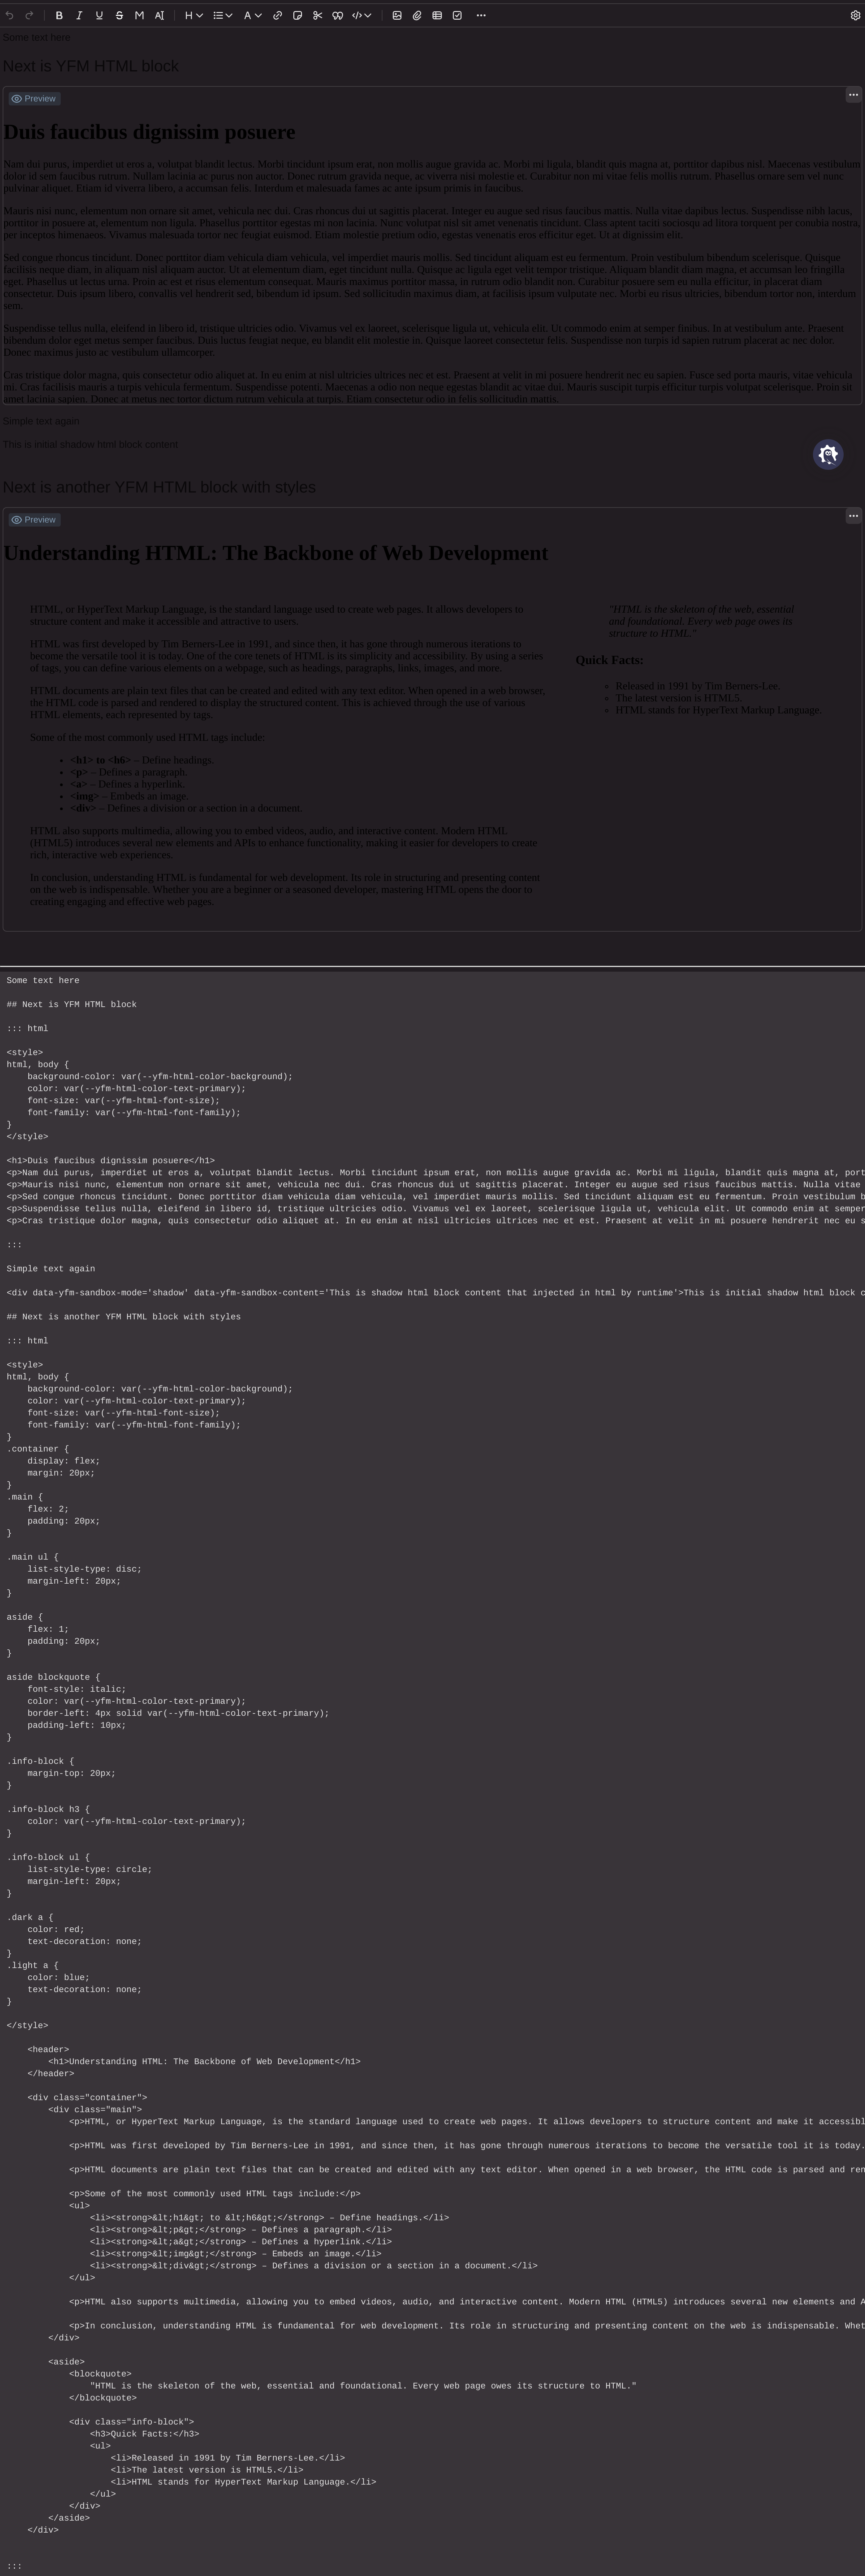 B I U S M AI H A
Some text here
Next is YFM HTML block
Preview
Duis faucibus dignissim posuere
Nam dui purus, imperdiet ut eros a, volutpat blandit lectus. Morbi tincidunt ipsum erat, non mollis augue gravida ac. Morbi mi ligula, blandit quis magna at, porttitor dapibus nisl. Maecenas vestibulum
dolor id sem faucibus rutrum. Nullam lacinia ac purus non auctor. Donec rutrum gravida neque, ac viverra nisi molestie et. Curabitur non mi vitae felis mollis rutrum. Phasellus ornare sem vel nunc
pulvinar aliquet. Etiam id viverra libero, a accumsan felis. Interdum et malesuada fames ac ante ipsum primis in faucibus.
Mauris nisi nunc, elementum non ornare sit amet, vehicula nec dui. Cras rhoncus dui ut sagittis placerat. Integer eu augue sed risus faucibus mattis. Nulla vitae dapibus lectus. Suspendisse nibh lacus,
porttitor in posuere at, elementum non ligula. Phasellus porttitor egestas mi non lacinia. Nunc volutpat nisl sit amet venenatis tincidunt. Class aptent taciti sociosqu ad litora torquent per conubia nostra,
per inceptos himenaeos. Vivamus malesuada tortor nec feugiat euismod. Etiam molestie pretium odio, egestas venenatis eros efficitur eget. Ut at dignissim elit.
Sed congue rhoncus tincidunt. Donec porttitor diam vehicula diam vehicula, vel imperdiet mauris mollis. Sed tincidunt aliquam est eu fermentum. Proin vestibulum bibendum scelerisque. Quisque
facilisis neque diam, in aliquam nisl aliquam auctor. Ut at elementum diam, eget tincidunt nulla. Quisque ac ligula eget velit tempor tristique. Aliquam blandit diam magna, et accumsan leo fringilla
eget. Phasellus ut lectus urna. Proin ac est et risus elementum consequat. Mauris maximus porttitor massa, in rutrum odio blandit non. Curabitur posuere sem eu nulla efficitur, in placerat diam
consectetur. Duis ipsum libero, convallis vel hendrerit sed, bibendum id ipsum. Sed sollicitudin maximus diam, at facilisis ipsum vulputate nec. Morbi eu risus ultricies, bibendum tortor non, interdum
sem.
Suspendisse tellus nulla, eleifend in libero id, tristique ultricies odio. Vivamus vel ex laoreet, scelerisque ligula ut, vehicula elit. Ut commodo enim at semper finibus. In at vestibulum ante. Praesent
bibendum dolor eget metus semper faucibus. Duis luctus feugiat neque, eu blandit elit molestie in. Quisque laoreet consectetur felis. Suspendisse non turpis id sapien rutrum placerat ac nec dolor.
Donec maximus justo ac vestibulum ullamcorper.
Cras tristique dolor magna, quis consectetur odio aliquet at. In eu enim at nisl ultricies ultrices nec et est. Praesent at velit in mi posuere hendrerit nec eu sapien. Fusce sed porta mauris, vitae vehicula
mi. Cras facilisis mauris a turpis vehicula fermentum. Suspendisse potenti. Maecenas a odio non neque egestas blandit ac vitae dui. Mauris suscipit turpis efficitur turpis volutpat scelerisque. Proin sit
amet lacinia sapien. Donec at metus nec tortor dictum rutrum vehicula at turpis. Etiam consectetur odio in felis sollicitudin mattis.
Simple text again
This is initial shadow html block content
Next is another YFM HTML block with styles
Preview
Understanding HTML: The Backbone of Web Development
HTML, or HyperText Markup Language, is the standard language used to create web pages. It allows developers to
structure content and make it accessible and attractive to users.
HTML was first developed by Tim Berners-Lee in 1991, and since then, it has gone through numerous iterations to
become the versatile tool it is today. One of the core tenets of HTML is its simplicity and accessibility. By using a series
of tags, you can define various elements on a webpage, such as headings, paragraphs, links, images, and more.
HTML documents are plain text files that can be created and edited with any text editor. When opened in a web browser,
the HTML code is parsed and rendered to display the structured content. This is achieved through the use of various
HTML elements, each represented by tags.
Some of the most commonly used HTML tags include:
• <h1> to <h6> – Define headings.
• <p> – Defines a paragraph.
• <a> – Defines a hyperlink.
• <img> – Embeds an image.
• <div> – Defines a division or a section in a document.
HTML also supports multimedia, allowing you to embed videos, audio, and interactive content. Modern HTML
(HTML5) introduces several new elements and APIs to enhance functionality, making it easier for developers to create
rich, interactive web experiences.
In conclusion, understanding HTML is fundamental for web development. Its role in structuring and presenting content
on the web is indispensable. Whether you are a beginner or a seasoned developer, mastering HTML opens the door to
creating engaging and effective web pages.
"HTML is the skeleton of the web, essential
and foundational. Every web page owes its
structure to HTML."
Quick Facts:
◦ Released in 1991 by Tim Berners-Lee.
◦ The latest version is HTML5.
◦ HTML stands for HyperText Markup Language.
Some text here
## Next is YFM HTML block
::: html
<style>
html, body {
    background-color: var(--yfm-html-color-background);
    color: var(--yfm-html-color-text-primary);
    font-size: var(--yfm-html-font-size);
    font-family: var(--yfm-html-font-family);
}
</style>
<h1>Duis faucibus dignissim posuere</h1>
<p>Nam dui purus, imperdiet ut eros a, volutpat blandit lectus. Morbi tincidunt ipsum erat, non mollis augue gravida ac. Morbi mi ligula, blandit quis magna at, port
<p>Mauris nisi nunc, elementum non ornare sit amet, vehicula nec dui. Cras rhoncus dui ut sagittis placerat. Integer eu augue sed risus faucibus mattis. Nulla vitae
<p>Sed congue rhoncus tincidunt. Donec porttitor diam vehicula diam vehicula, vel imperdiet mauris mollis. Sed tincidunt aliquam est eu fermentum. Proin vestibulum b
<p>Suspendisse tellus nulla, eleifend in libero id, tristique ultricies odio. Vivamus vel ex laoreet, scelerisque ligula ut, vehicula elit. Ut commodo enim at semper
<p>Cras tristique dolor magna, quis consectetur odio aliquet at. In eu enim at nisl ultricies ultrices nec et est. Praesent at velit in mi posuere hendrerit nec eu s
:::
Simple text again
<div data-yfm-sandbox-mode='shadow' data-yfm-sandbox-content='This is shadow html block content that injected in html by runtime'>This is initial shadow html block c
## Next is another YFM HTML block with styles
::: html
<style>
html, body {
    background-color: var(--yfm-html-color-background);
    color: var(--yfm-html-color-text-primary);
    font-size: var(--yfm-html-font-size);
    font-family: var(--yfm-html-font-family);
}
.container {
    display: flex;
    margin: 20px;
}
.main {
    flex: 2;
    padding: 20px;
}
.main ul {
    list-style-type: disc;
    margin-left: 20px;
}
aside {
    flex: 1;
    padding: 20px;
}
aside blockquote {
    font-style: italic;
    color: var(--yfm-html-color-text-primary);
    border-left: 4px solid var(--yfm-html-color-text-primary);
    padding-left: 10px;
}
.info-block {
    margin-top: 20px;
}
.info-block h3 {
    color: var(--yfm-html-color-text-primary);
}
.info-block ul {
    list-style-type: circle;
    margin-left: 20px;
}
.dark a {
    color: red;
    text-decoration: none;
}
.light a {
    color: blue;
    text-decoration: none;
}
</style>
    <header>
        <h1>Understanding HTML: The Backbone of Web Development</h1>
    </header>
    <div class="container">
        <div class="main">
            <p>HTML, or HyperText Markup Language, is the standard language used to create web pages. It allows developers to structure content and make it accessibl
            <p>HTML was first developed by Tim Berners-Lee in 1991, and since then, it has gone through numerous iterations to become the versatile tool it is today.
            <p>HTML documents are plain text files that can be created and edited with any text editor. When opened in a web browser, the HTML code is parsed and ren
            <p>Some of the most commonly used HTML tags include:</p>
            <ul>
                <li><strong>&lt;h1&gt; to &lt;h6&gt;</strong> – Define headings.</li>
                <li><strong>&lt;p&gt;</strong> – Defines a paragraph.</li>
                <li><strong>&lt;a&gt;</strong> – Defines a hyperlink.</li>
                <li><strong>&lt;img&gt;</strong> – Embeds an image.</li>
                <li><strong>&lt;div&gt;</strong> – Defines a division or a section in a document.</li>
            </ul>
            <p>HTML also supports multimedia, allowing you to embed videos, audio, and interactive content. Modern HTML (HTML5) introduces several new elements and A
            <p>In conclusion, understanding HTML is fundamental for web development. Its role in structuring and presenting content on the web is indispensable. Whet
        </div>
        <aside>
            <blockquote>
                "HTML is the skeleton of the web, essential and foundational. Every web page owes its structure to HTML."
            </blockquote>
            <div class="info-block">
                <h3>Quick Facts:</h3>
                <ul>
                    <li>Released in 1991 by Tim Berners-Lee.</li>
                    <li>The latest version is HTML5.</li>
                    <li>HTML stands for HyperText Markup Language.</li>
                </ul>
            </div>
        </aside>
    </div>
:::